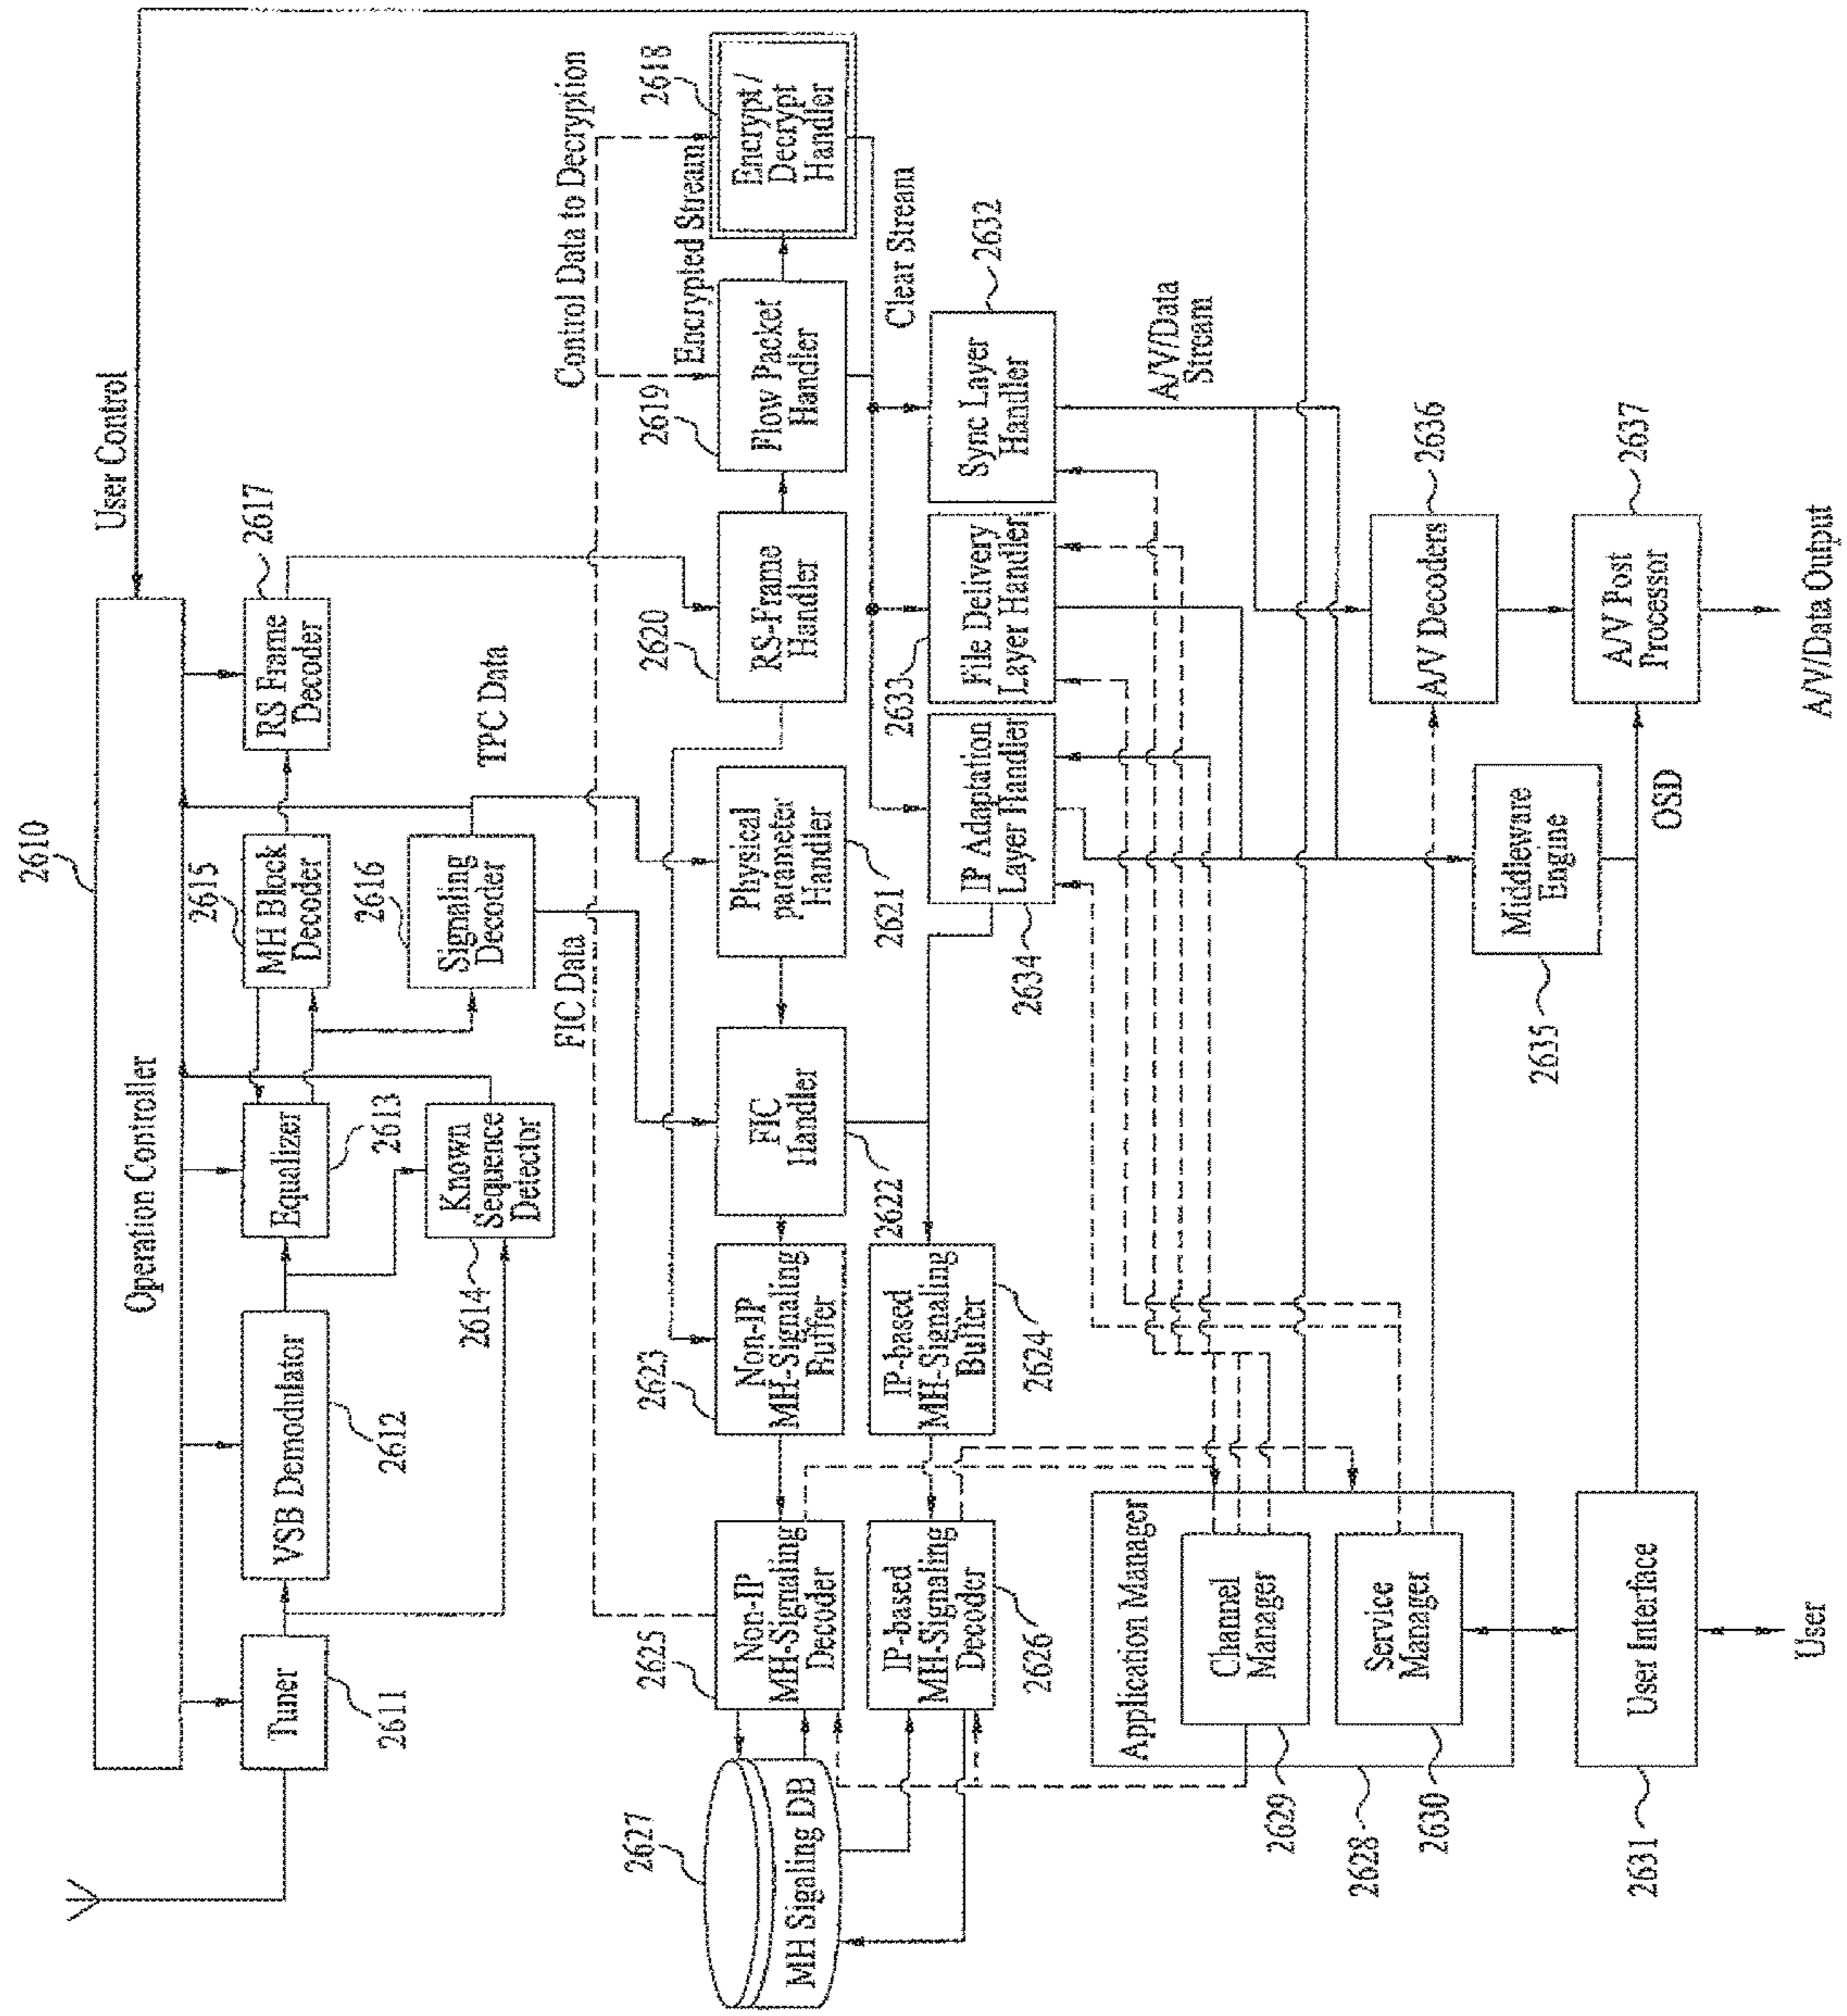 2610
User Control
Operation Controller
Tuner
2611
VSB Demodulator
2612
Equalizer
2613
Known
Sequence
Detector
2614
MH Block
Decoder
2615
Signaling
Decoder
2616
RS Frame
Decoder
2617
TPC Data
FIC Data
Control Data to Decryption
Encrypted Stream
2618
Encrypt /
Decrypt
Handler
2619
Flow Packet
Handler
2620
RS-Frame
Handler
Physical
parameter
Handler
2621
FIC
Handler
2622
2623
Non-IP
MH-Signaling
Buffer
IP-based
MH-Signaling
Buffer
2624
2625
Non-IP
MH-Signaling
Decoder
IP-based
MH-Signaling
Decoder
2626
2627
MH Signaling DB
Clear Stream
2632
Sync Layer
Handler
2633
File Delivery
Layer Handler
IP Adaptation
Layer Handler
2634
A/V/Data
Stream
Application Manager
Channel
Manager
2629
2628
Service
Manager
2630
User Interface
2631
User
Middleware
Engine
2635
OSD
A/V Decoders
2636
A/V Post
Processor
2637
A/V/Data Output